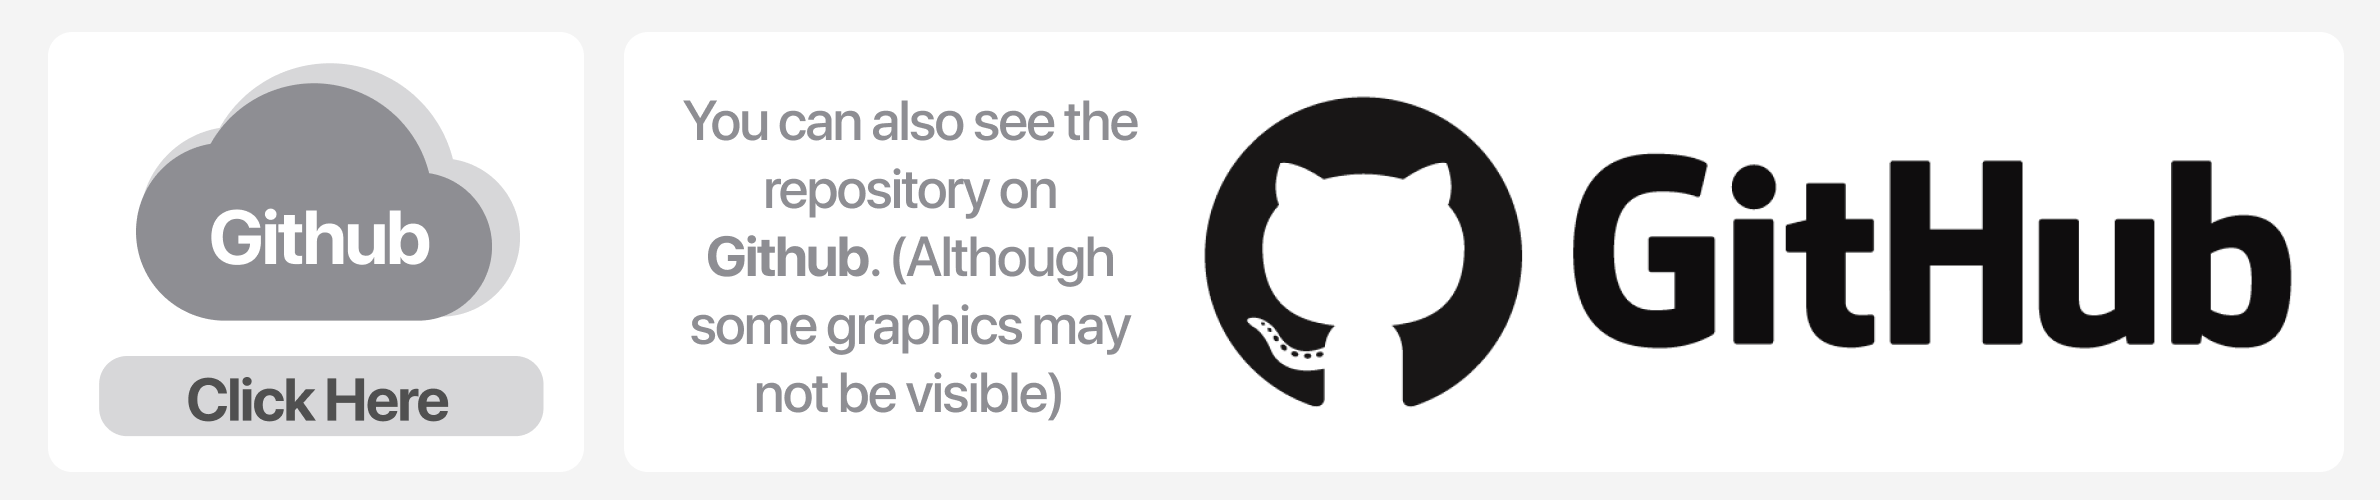 Github
Click Here
You can also see the
repository on
Github. (Although
some graphics may
not be visible)
GitHub